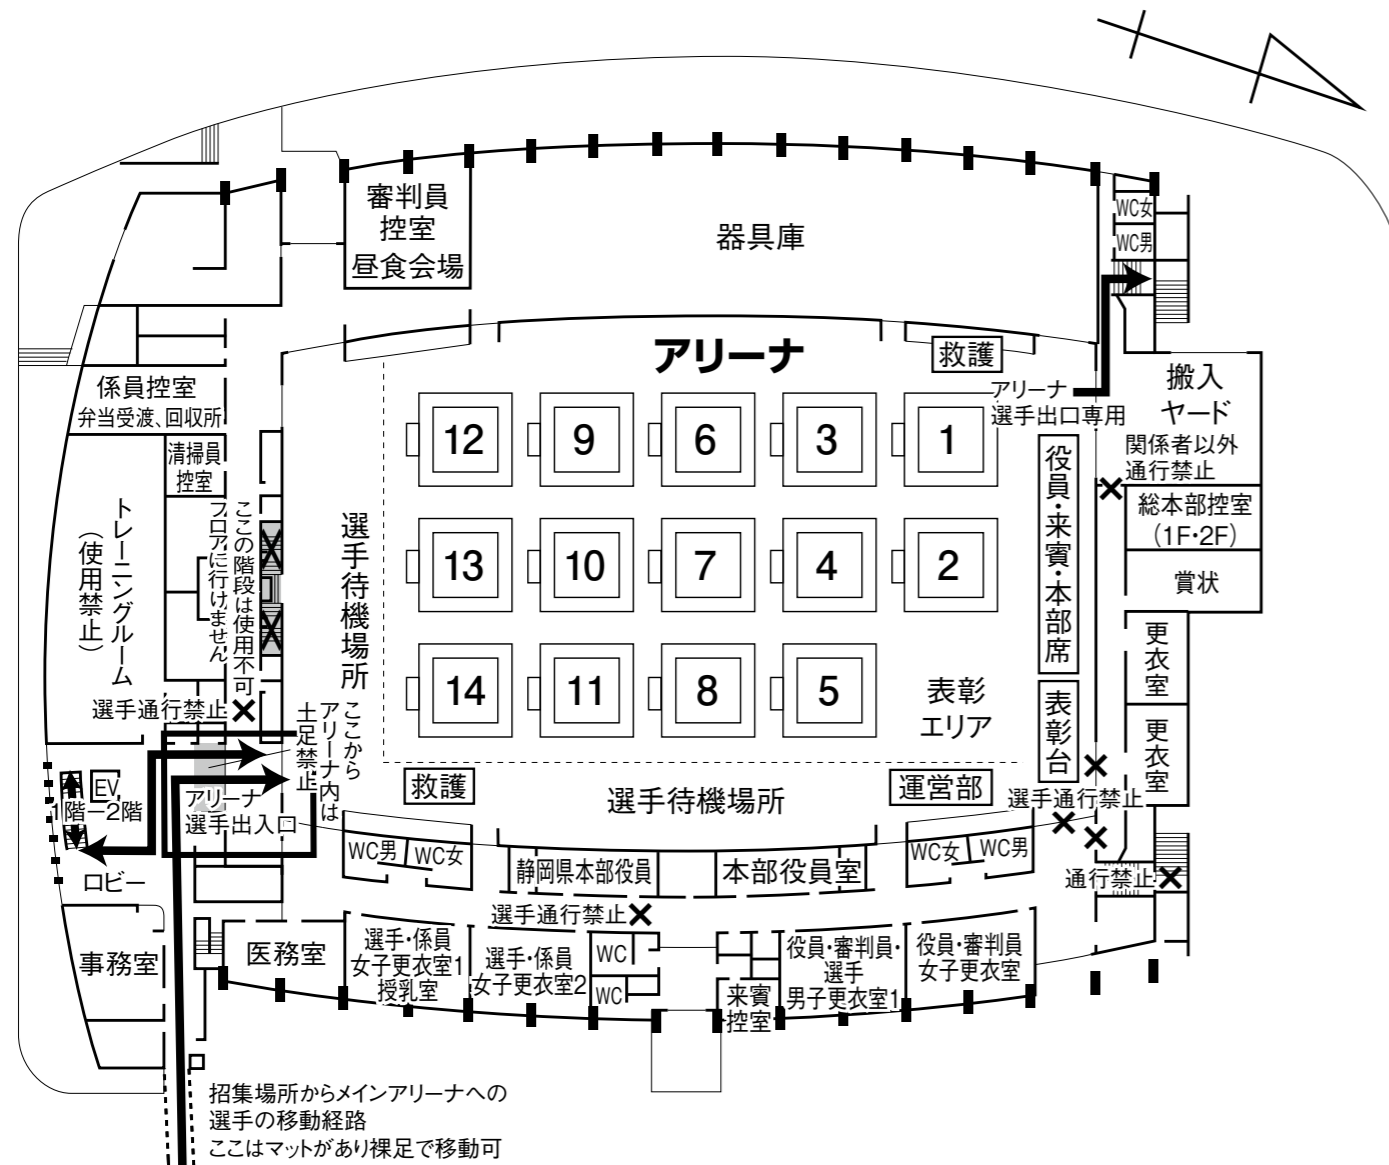 審判員
控室
昼食会場
器具庫
WC女
WC男
アリーナ
救護
アリーナ
選手出口専用
搬入
ヤード
関係者以外
通行禁止
係員控室
弁当受渡、回収所
清掃員
控室
トレーニングルーム
(使用禁止)
ここの階段は使用不可
フロアに行けません
選手待機場所
12
9
6
3
1
13
10
7
4
2
14
11
8
5
役員・来賓・本部席
総本部控室
(1F・2F)
賞状
更衣室
更衣室
表彰
エリア
表彰台
選手通行禁止
ここから
アリーナ内は
土足禁止
EV
1階ー2階
アリーナ
選手出入口
救護
選手待機場所
運営部
選手通行禁止
WC男
WC女
静岡県本部役員
本部役員室
WC女
WC男
通行禁止
ロビー
選手通行禁止
事務室
医務室
選手・係員
女子更衣室1
授乳室
選手・係員
女子更衣室2
WC
WC
来賓
控室
役員・審判員・
選手
男子更衣室1
役員・審判員
女子更衣室
招集場所からメインアリーナへの
選手の移動経路
ここはマットがあり裸足で移動可